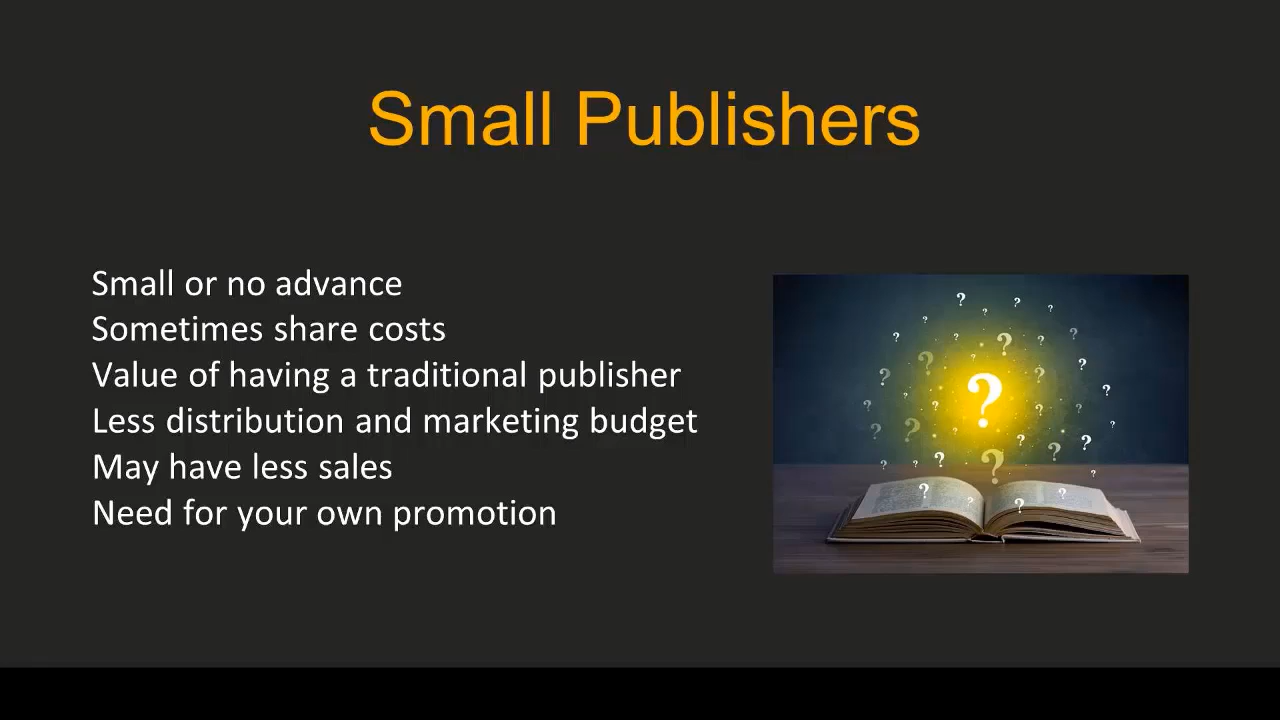 Small Publishers
Small or no advance
Sometimes share costs
Value of having a traditional publisher
Less distribution and marketing budget
May have less sales
Need for your own promotion